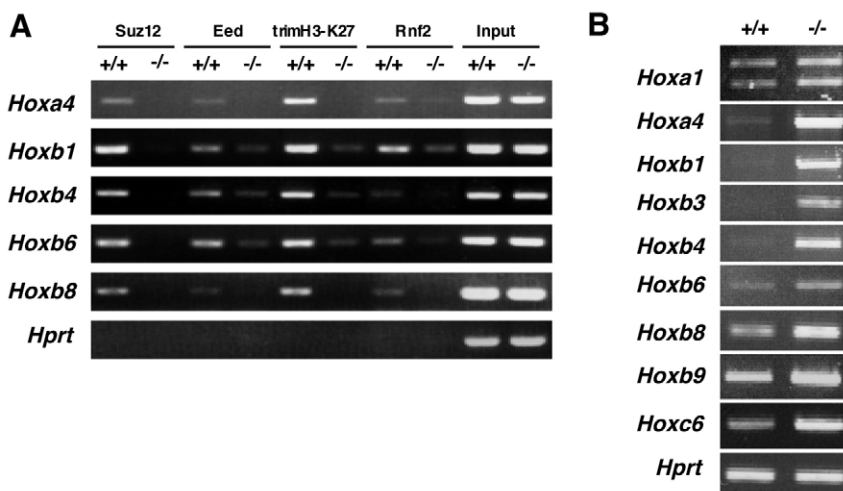 A
Suz12 Eed trimH3-K27 Rnf2 Input
+/+ -/- +/+ -/- +/+ -/- +/+ -/- +/+ -/-
Hoxa4
Hoxb1
Hoxb4
Hoxb6
Hoxb8
Hprt
B
+/+ -/-
Hoxa1
Hoxa4
Hoxb1
Hoxb3
Hoxb4
Hoxb6
Hoxb8
Hoxb9
Hoxc6
Hprt